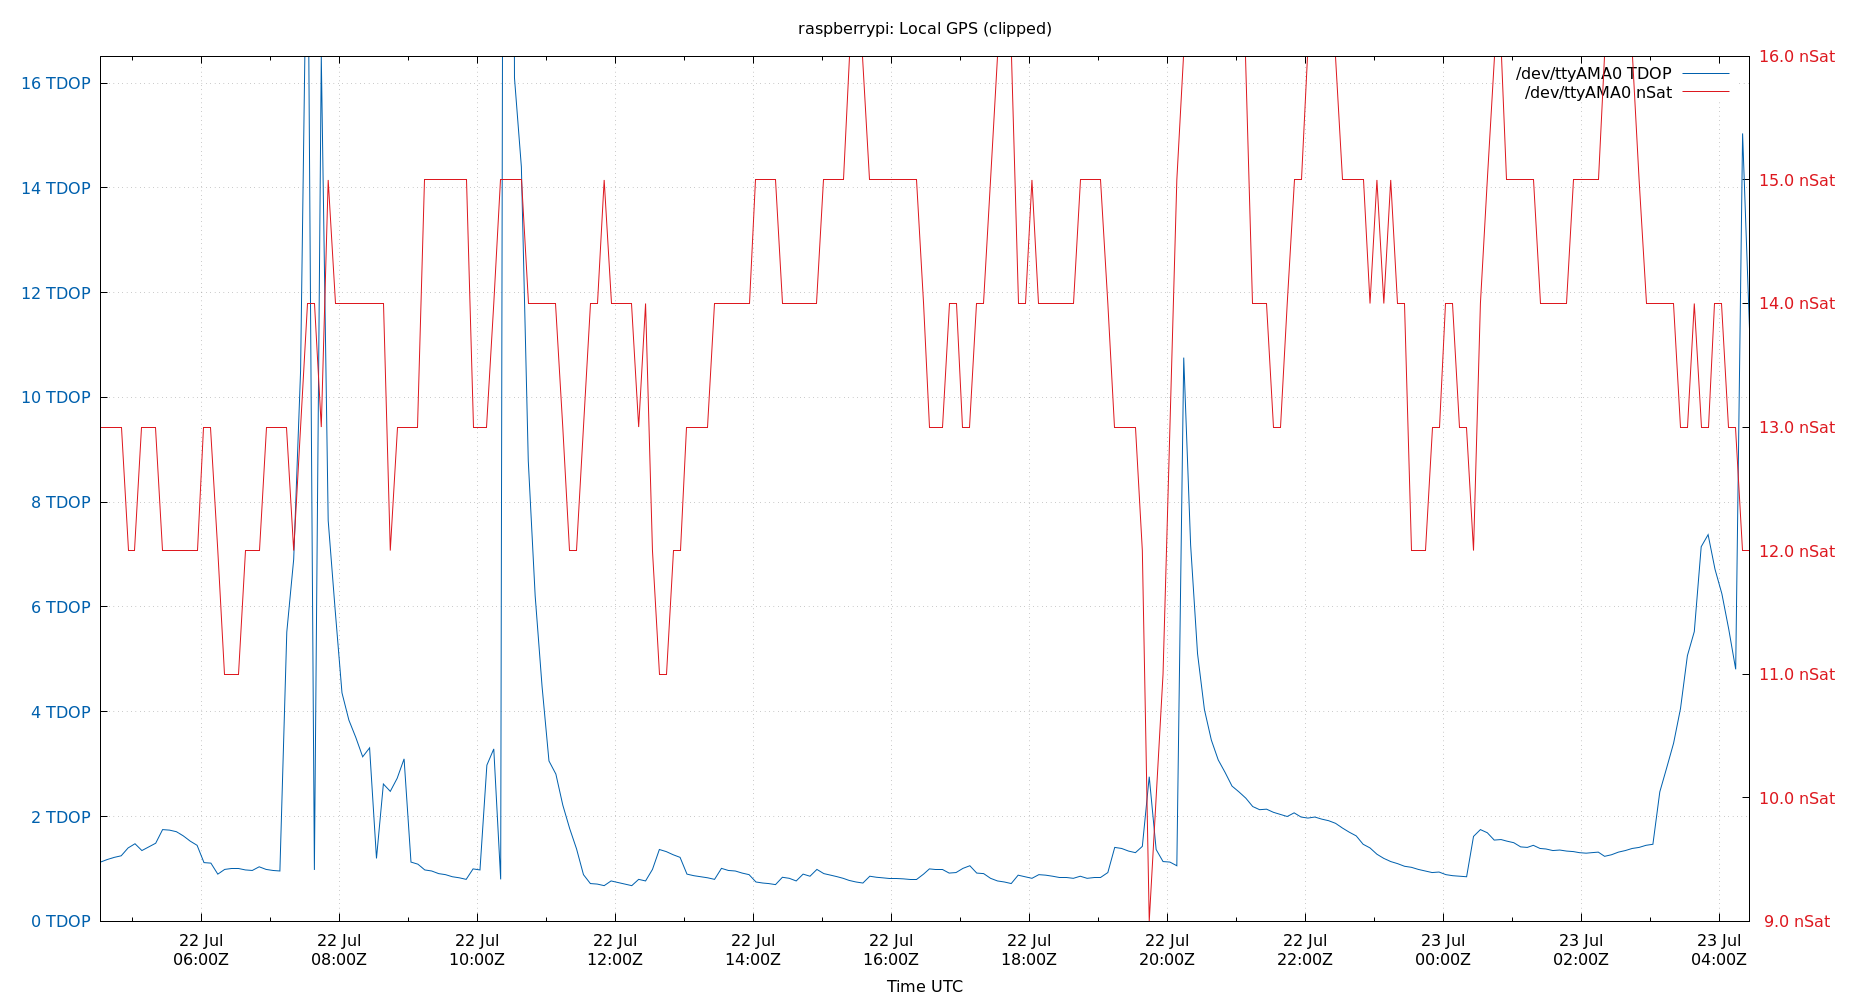 raspberrypi: Local GPS (clipped)
16 TDOP
14 TDOP
12 TDOP
10 TDOP
8 TDOP
6 TDOP
4 TDOP
2 TDOP
0 TDOP
16.0 nSat
15.0 nSat
14.0 nSat
13.0 nSat
12.0 nSat
11.0 nSat
10.0 nSat
9.0 nSat
/dev/ttyAMA0 TDOP
/dev/ttyAMA0 nSat
22 Jul
06:00Z
22 Jul
08:00Z
22 Jul
10:00Z
22 Jul
12:00Z
22 Jul
14:00Z
22 Jul
16:00Z
22 Jul
18:00Z
22 Jul
20:00Z
22 Jul
22:00Z
23 Jul
00:00Z
23 Jul
02:00Z
23 Jul
04:00Z
Time UTC